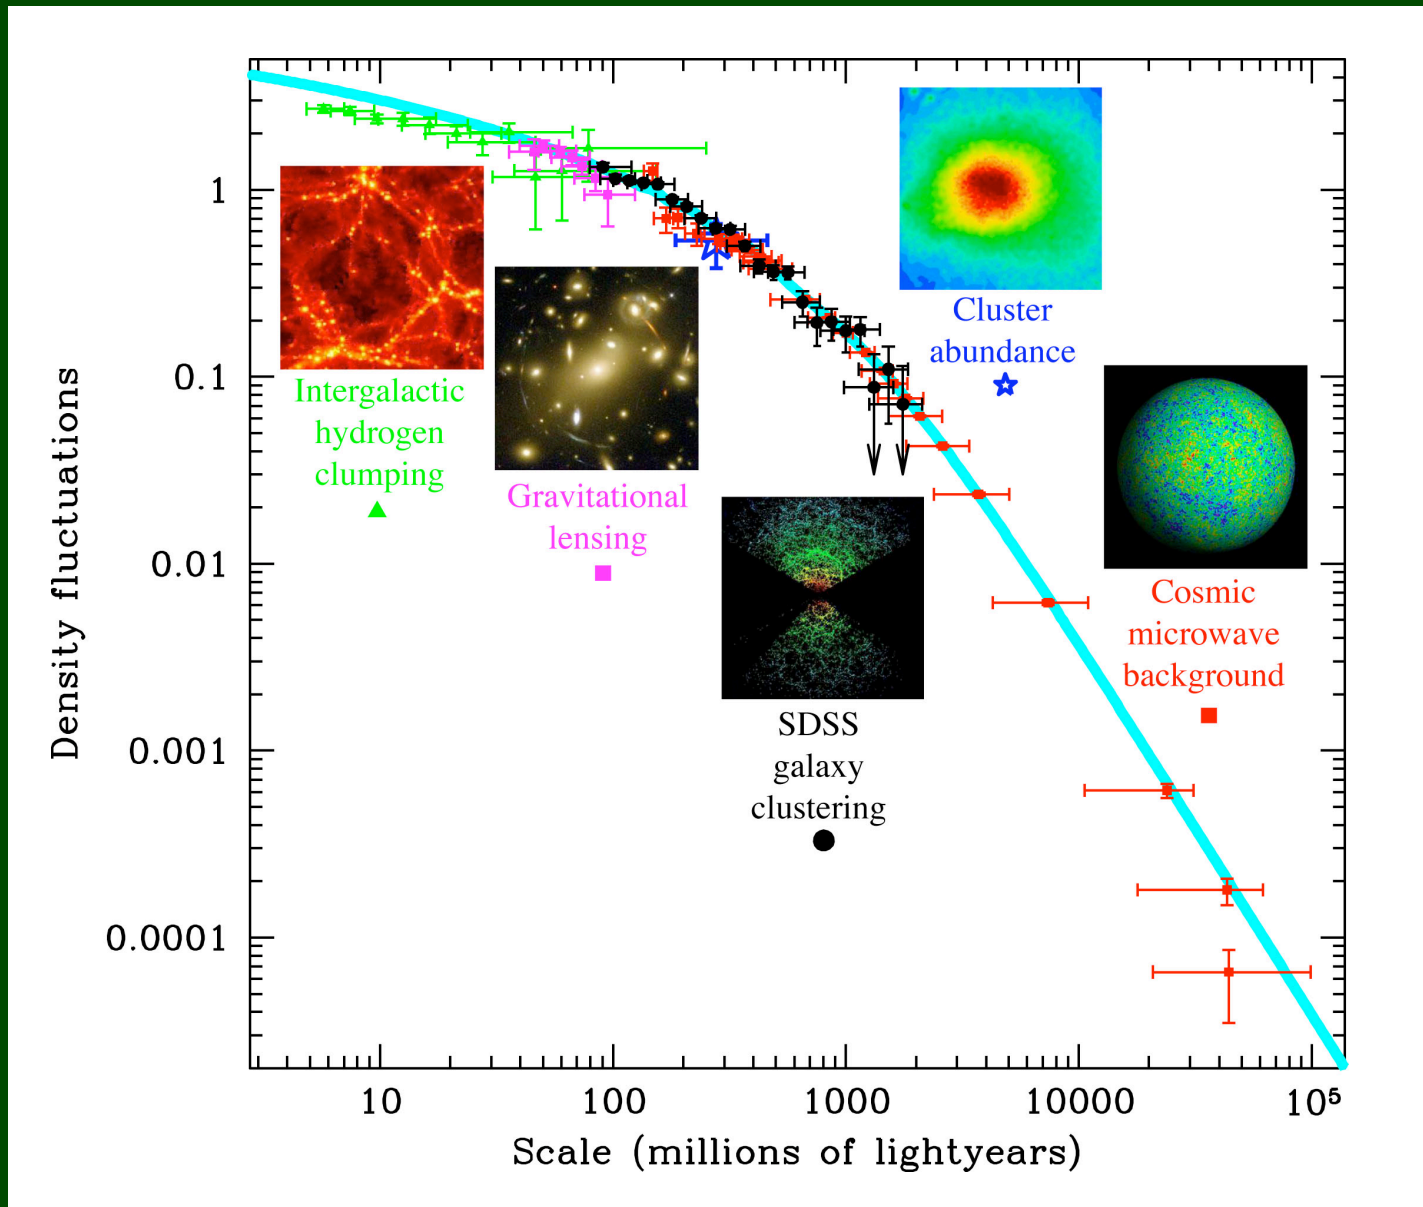 1
0.1
0.01
0.001
0.0001
Density fluctuations
Intergalactic
hydrogen
clumping
Gravitational
lensing
SDSS
galaxy
clustering
Cluster
abundance
Cosmic
microwave
background
10 100 1000 10000 10⁵
Scale (millions of lightyears)